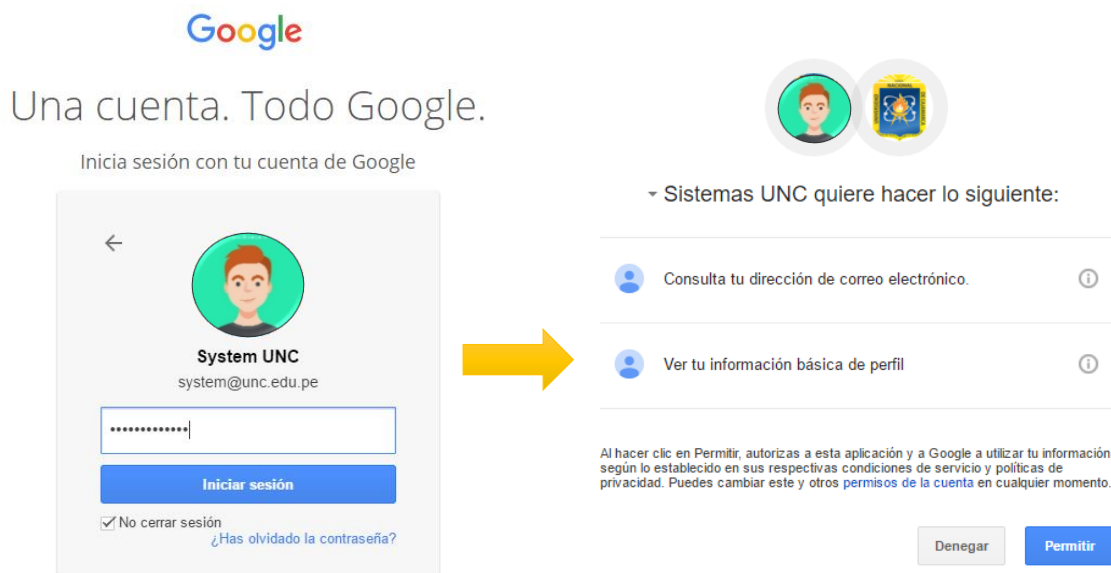 Google
Una cuenta. Todo Google.
Inicia sesión con tu cuenta de Google
System UNC
system@unc.edu.pe
•••••••••••••
Iniciar sesión
No cerrar sesión
¿Has olvidado la contraseña?
Sistemas UNC quiere hacer lo siguiente:
Consulta tu dirección de correo electrónico.
Ver tu información básica de perfil
Al hacer clic en Permitir, autorizas a esta aplicación y a Google a utilizar tu información
según lo establecido en sus respectivas condiciones de servicio y políticas de
privacidad. Puedes cambiar este y otros permisos de la cuenta en cualquier momento.
Denegar
Permitir